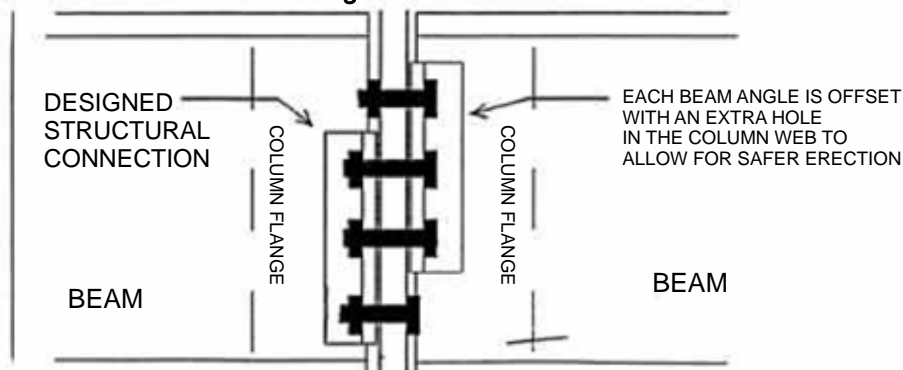 DESIGNED
STRUCTURAL
CONNECTION
COLUMN FLANGE
BEAM
EACH BEAM ANGLE IS OFFSET
WITH AN EXTRA HOLE
IN THE COLUMN WEB TO
ALLOW FOR SAFER ERECTION
COLUMN FLANGE
BEAM